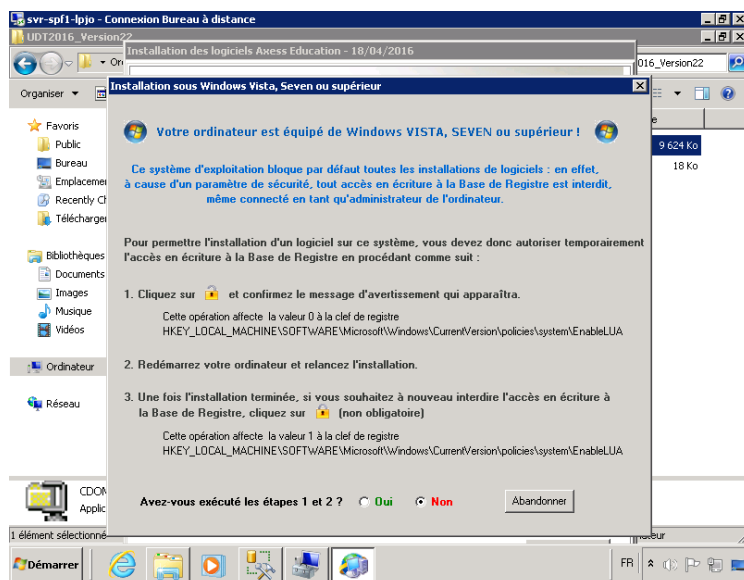 svr-spf1-lpjo - Connexion Bureau à distance
UDT2016_Version22
Installation des logiciels Axess Education - 18/04/2016
016_Version22
Organiser
Installation sous Windows Vista, Seven ou supérieur
Favoris
Public
Bureau
Emplacemen
Recently Ch
Télécharger
Bibliothèques
Documents
Images
Musique
Vidéos
Ordinateur
Réseau
Votre ordinateur est équipé de Windows VISTA, SEVEN ou supérieur !
Ce système d'exploitation bloque par défaut toutes les installations de logiciels : en effet,
à cause d'un paramètre de sécurité, tout accès en écriture à la Base de Registre est interdit,
même connecté en tant qu'administrateur de l'ordinateur.
Pour permettre l'installation d'un logiciel sur ce système, vous devez donc autoriser temporairement
l'accès en écriture à la Base de Registre en procédant comme suit :
1. Cliquez sur et confirmez le message d'avertissement qui apparaîtra.
Cette opération affecte la valeur 0 à la clef de registre
HKEY_LOCAL_MACHINE\SOFTWARE\Microsoft\Windows\CurrentVersion\policies\system\EnableLUA
2. Redémarrez votre ordinateur et relancez l'installation.
3. Une fois l'installation terminée, si vous souhaitez à nouveau interdire l'accès en écriture à
la Base de Registre, cliquez sur (non obligatoire)
Cette opération affecte la valeur 1 à la clef de registre
HKEY_LOCAL_MACHINE\SOFTWARE\Microsoft\Windows\CurrentVersion\policies\system\EnableLUA
Avez-vous exécuté les étapes 1 et 2 ? Oui Non Abandonner
9 624 Ko
18 Ko
CDOM
Applic
1 élément sélectionné
Démarrer
FR